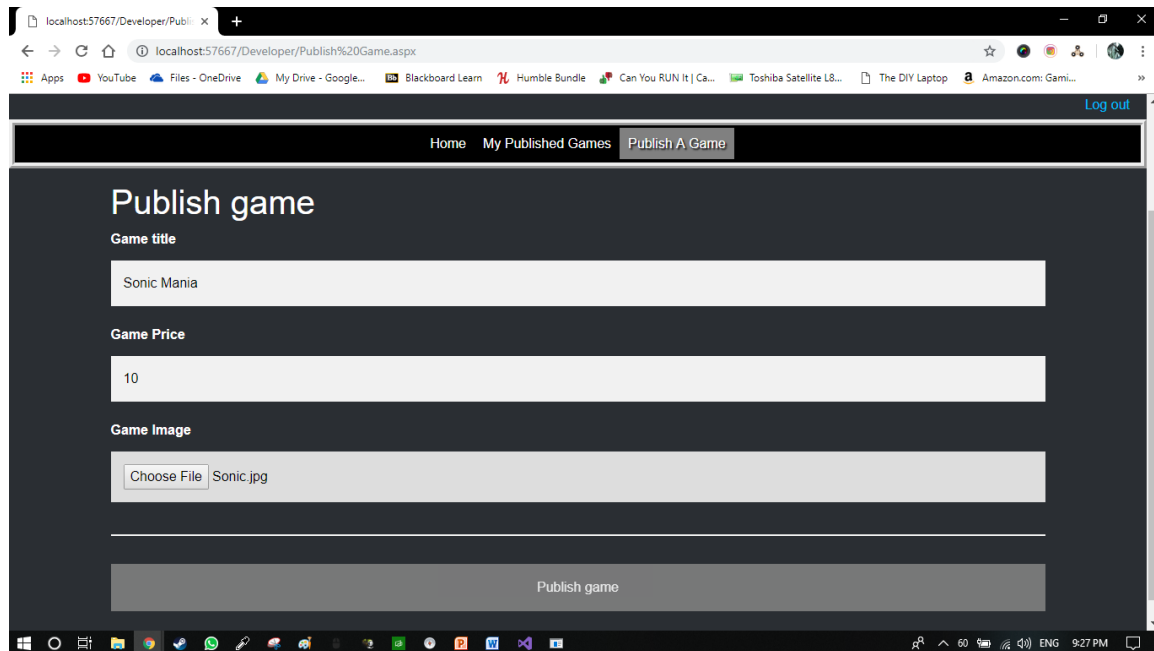 localhost:57667/Developer/Publis
localhost:57667/Developer/Publish%20Game.aspx
Apps YouTube Files - OneDrive My Drive - Google... Blackboard Learn Humble Bundle Can You RUN It | Ca... Toshiba Satellite L8... The DIY Laptop Amazon.com: Gami... »
Log out
Home My Published Games Publish A Game
Publish game
Game title
Sonic Mania
Game Price
10
Game Image
Choose File Sonic.jpg
Publish game
60 ENG 9:27 PM